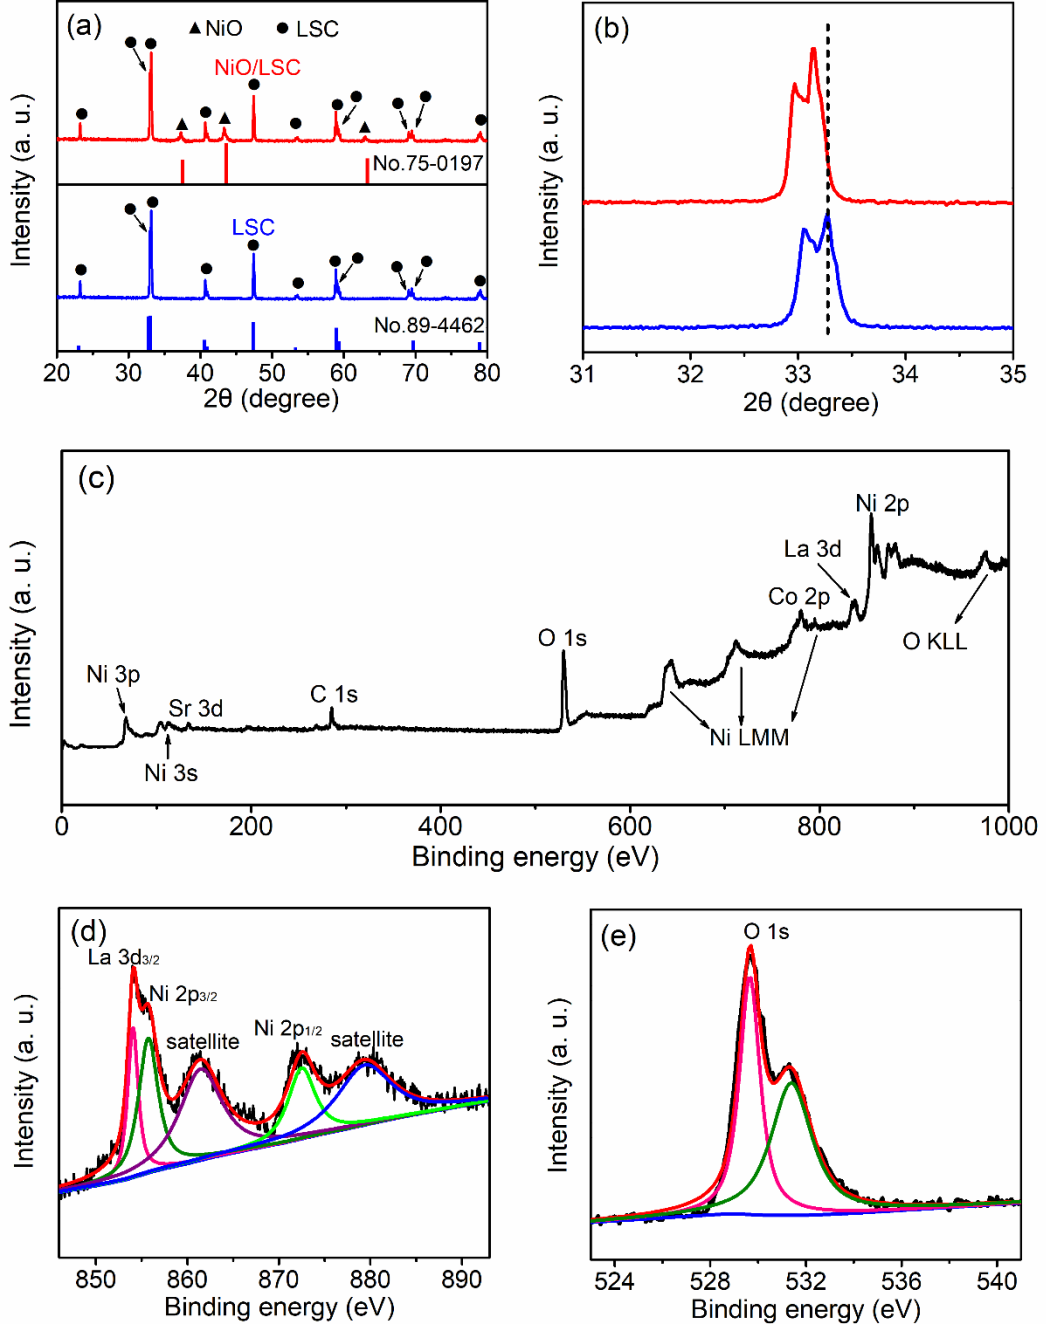 (a) ▲ NiO ● LSC
NiO/LSC
No.75-0197
LSC
No.89-4462
Intensity (a. u.)
20 30 40 50 60 70 80
2θ (degree)
(b)
Intensity (a. u.)
31 32 33 34 35
2θ (degree)
(c)
Ni 3p
Sr 3d
Ni 3s
C 1s
O 1s
Ni LMM
Co 2p
La 3d
Ni 2p
O KLL
Intensity (a. u.)
0 200 400 600 800 1000
Binding energy (eV)
(d)
La 3d3/2
Ni 2p3/2
satellite
Ni 2p1/2
satellite
Intensity (a. u.)
850 860 870 880 890
Binding energy (eV)
(e)
O 1s
Intensity (a. u.)
524 528 532 536 540
Binding energy (eV)